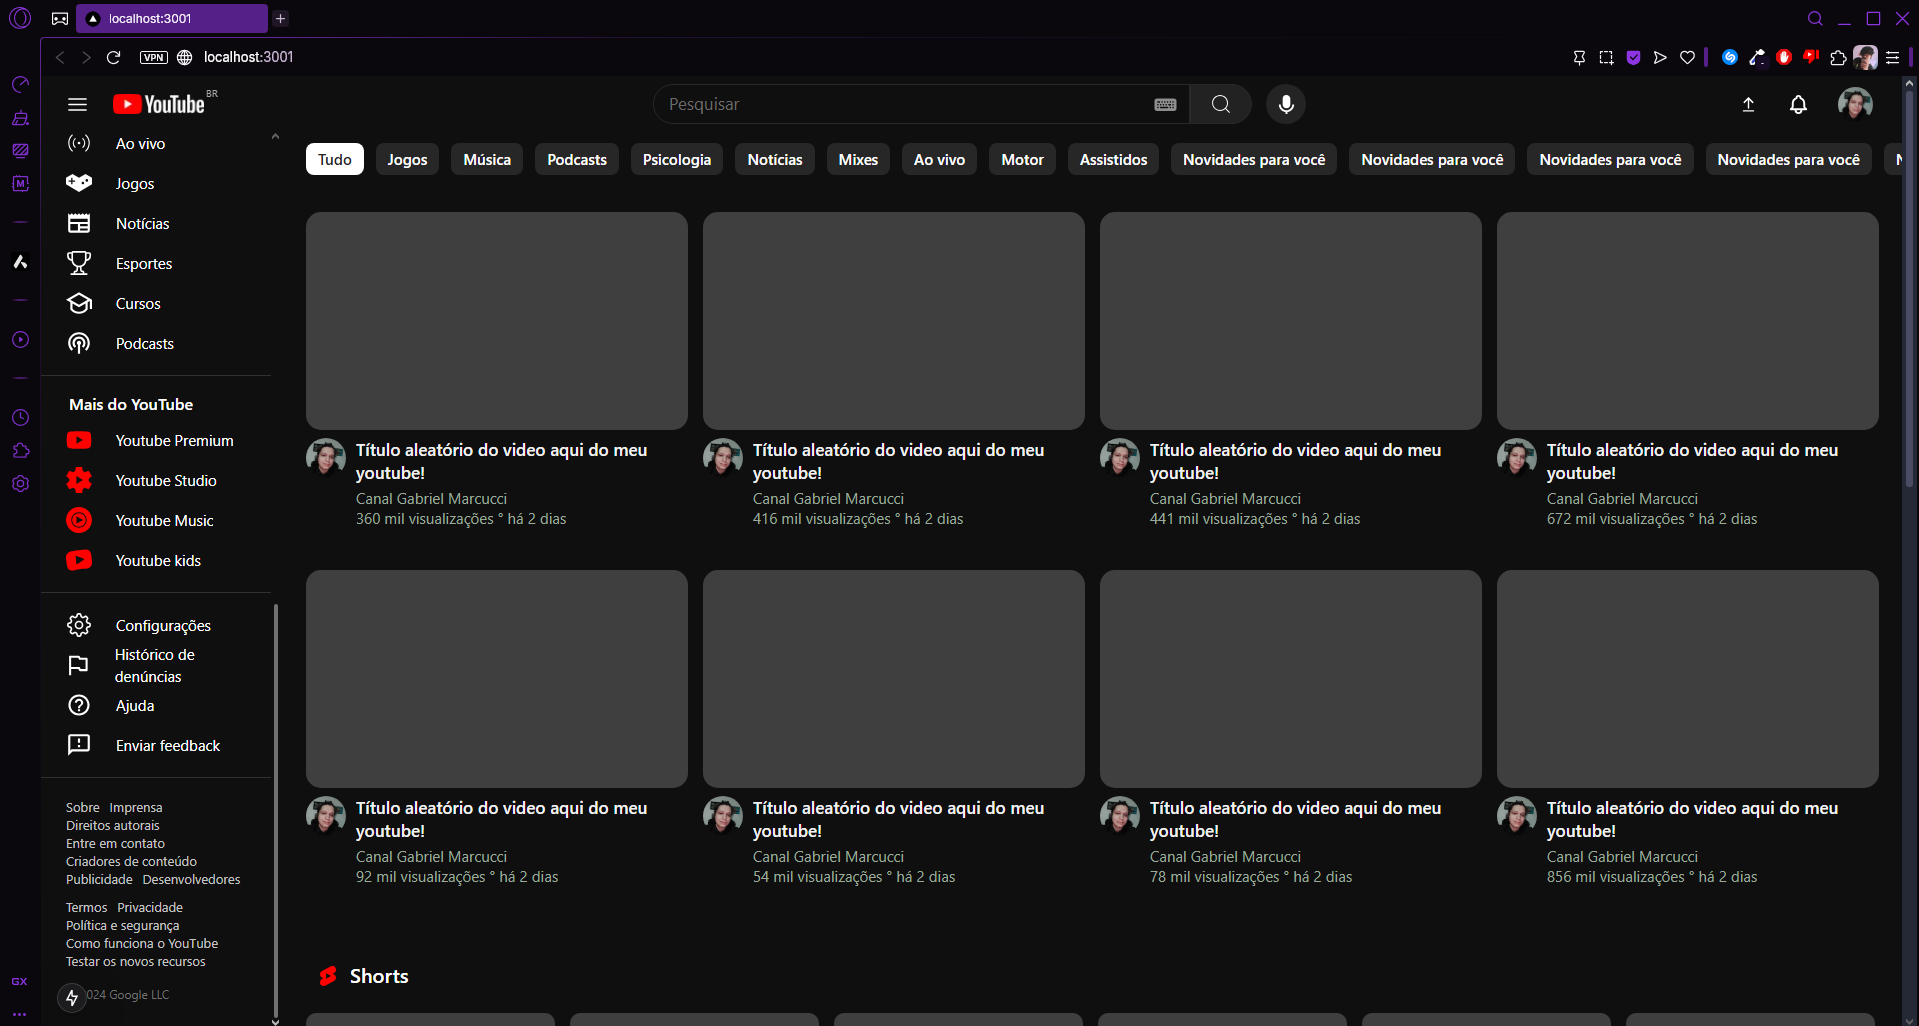 localhost:3001
VPN localhost:3001
YouTube BR
Pesquisar
Ao vivo
Jogos
Notícias
Esportes
Cursos
Podcasts
Mais do YouTube
Youtube Premium
Youtube Studio
Youtube Music
Youtube kids
Configurações
Histórico de
denúncias
Ajuda
Enviar feedback
Sobre Imprensa
Direitos autorais
Entre em contato
Criadores de conteúdo
Publicidade Desenvolvedores
Termos Privacidade
Política e segurança
Como funciona o YouTube
Testar os novos recursos
024 Google LLC
GX
M
Tudo Jogos Música Podcasts Psicologia Notícias Mixes Ao vivo Motor Assistidos Novidades para você Novidades para você Novidades para você Novidades para você
Título aleatório do video aqui do meu
youtube!
Canal Gabriel Marcucci
360 mil visualizações ° há 2 dias
Título aleatório do video aqui do meu
youtube!
Canal Gabriel Marcucci
416 mil visualizações ° há 2 dias
Título aleatório do video aqui do meu
youtube!
Canal Gabriel Marcucci
441 mil visualizações ° há 2 dias
Título aleatório do video aqui do meu
youtube!
Canal Gabriel Marcucci
672 mil visualizações ° há 2 dias
Título aleatório do video aqui do meu
youtube!
Canal Gabriel Marcucci
92 mil visualizações ° há 2 dias
Título aleatório do video aqui do meu
youtube!
Canal Gabriel Marcucci
54 mil visualizações ° há 2 dias
Título aleatório do video aqui do meu
youtube!
Canal Gabriel Marcucci
78 mil visualizações ° há 2 dias
Título aleatório do video aqui do meu
youtube!
Canal Gabriel Marcucci
856 mil visualizações ° há 2 dias
Shorts